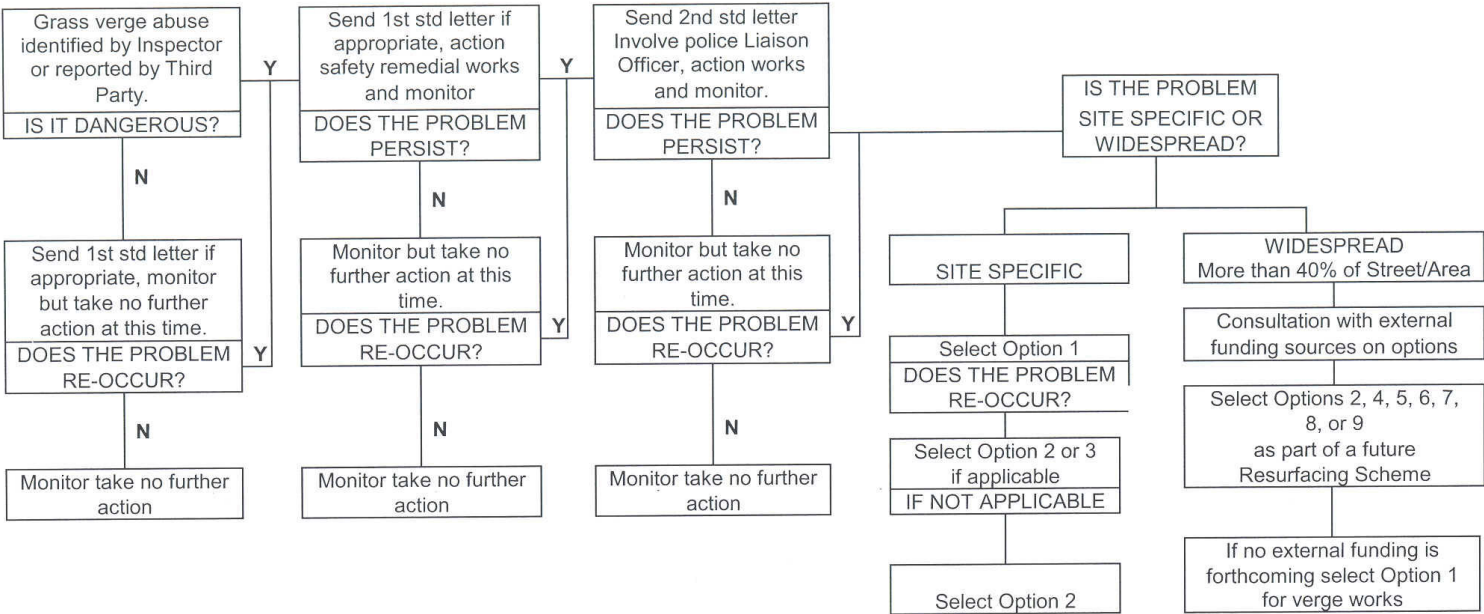 Grass verge abuse
identified by Inspector
or reported by Third
Party.
IS IT DANGEROUS?
Y
N
Send 1st std letter if
appropriate, monitor
but take no further
action at this time.
DOES THE PROBLEM
RE-OCCUR?
Y
N
Monitor take no further
action
Send 1st std letter if
appropriate, action
safety remedial works
and monitor
DOES THE PROBLEM
PERSIST?
Y
N
Monitor but take no
further action at this
time.
DOES THE PROBLEM
RE-OCCUR?
Y
N
Monitor take no further
action
Send 2nd std letter
Involve police Liaison
Officer, action works
and monitor.
DOES THE PROBLEM
PERSIST?
N
Monitor but take no
further action at this
time.
DOES THE PROBLEM
RE-OCCUR?
Y
N
Monitor take no further
action
IS THE PROBLEM
SITE SPECIFIC OR
WIDESPREAD?
SITE SPECIFIC
Select Option 1
DOES THE PROBLEM
RE-OCCUR?
Select Option 2 or 3
if applicable
IF NOT APPLICABLE
Select Option 2
WIDESPREAD
More than 40% of Street/Area
Consultation with external
funding sources on options
Select Options 2, 4, 5, 6, 7,
8, or 9
as part of a future
Resurfacing Scheme
If no external funding is
forthcoming select Option 1
for verge works